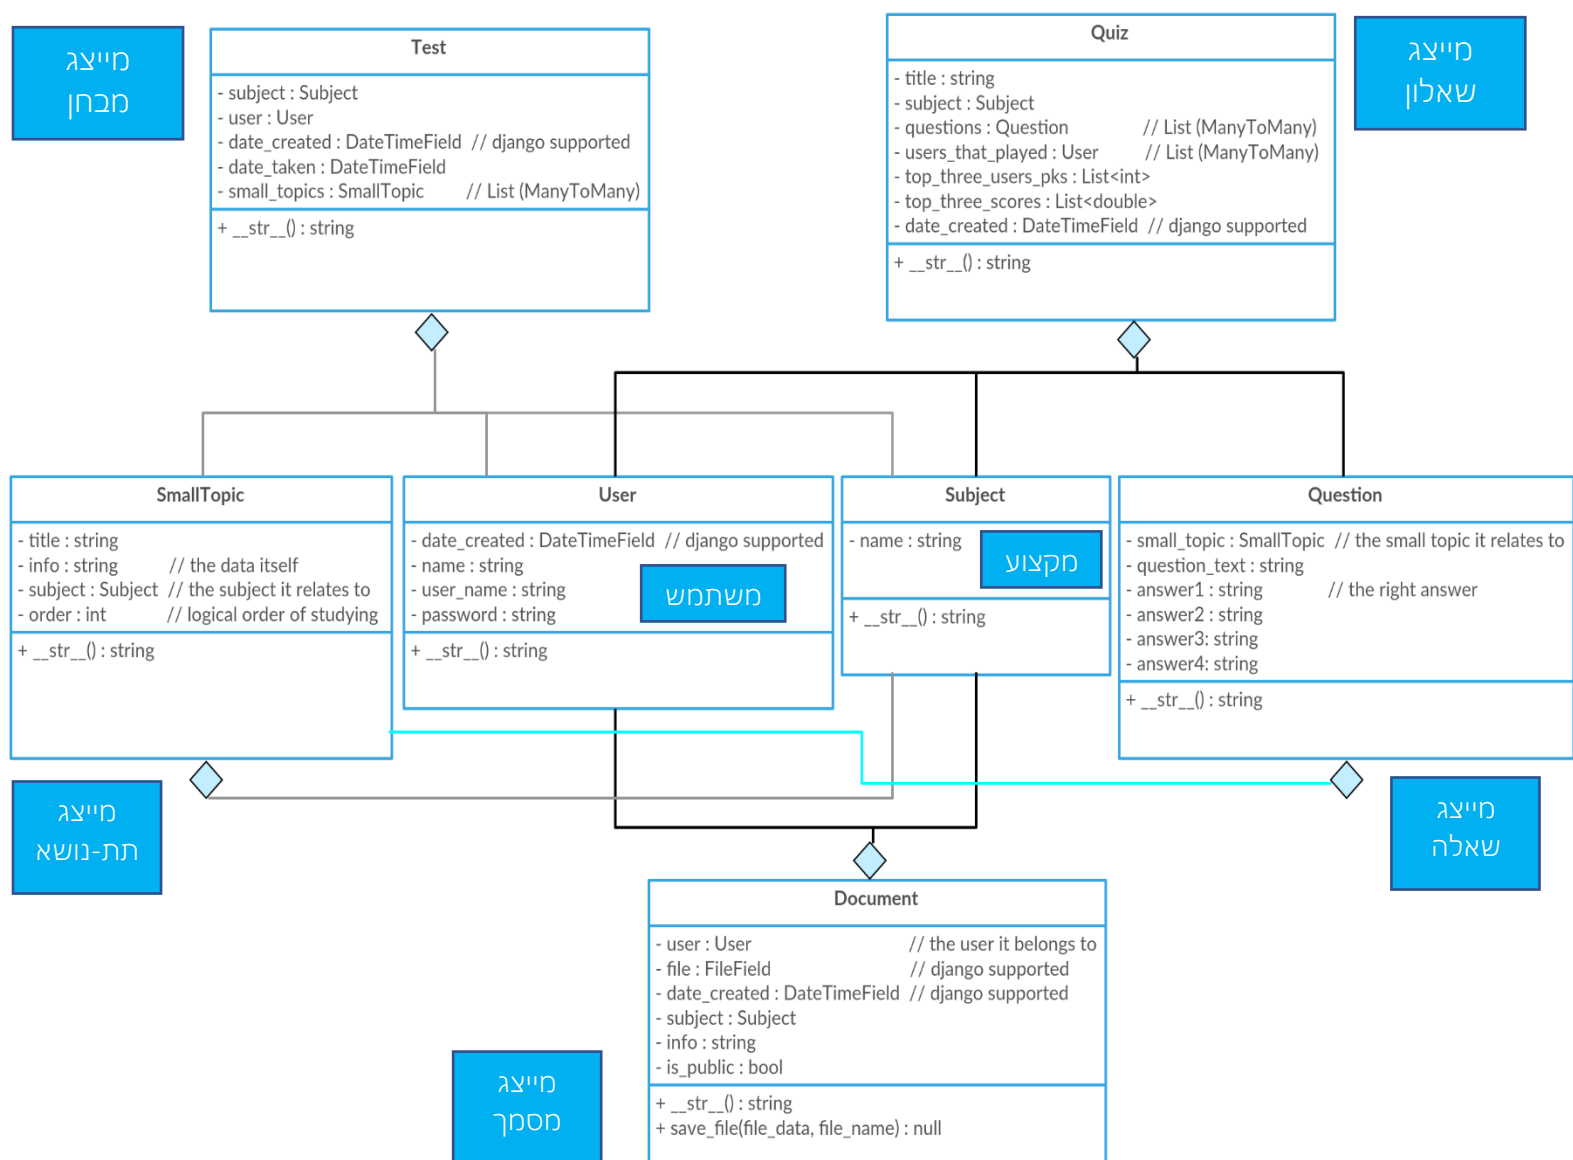 מייצג
מבחן
Test
- subject : Subject
- user : User
- date_created : DateTimeField // django supported
- date_taken : DateTimeField
- small_topics : SmallTopic // List (ManyToMany)
+ __str__() : string
Quiz
- title : string
- subject : Subject
- questions : Question // List (ManyToMany)
- users_that_played : User // List (ManyToMany)
- top_three_users_pks : List<int>
- top_three_scores : List<double>
- date_created : DateTimeField // django supported
+ __str__() : string
מייצג
שאלון
SmallTopic
- title : string
- info : string // the data itself
- subject : Subject // the subject it relates to
- order : int // logical order of studying
+ __str__() : string
User
- date_created : DateTimeField // django supported
- name : string
- user_name : string
- password : string
משתמש
+ __str__() : string
Subject
- name : string
מקצוע
+ __str__() : string
Question
- small_topic : SmallTopic // the small topic it relates to
- question_text : string
- answer1 : string // the right answer
- answer2 : string
- answer3: string
- answer4: string
+ __str__() : string
מייצג
תת-נושא
מייצג
שאלה
Document
- user : User // the user it belongs to
- file : FileField // django supported
- date_created : DateTimeField // django supported
- subject : Subject
- info : string
- is_public : bool
+ __str__() : string
+ save_file(file_data, file_name) : null
מייצג
מסמך